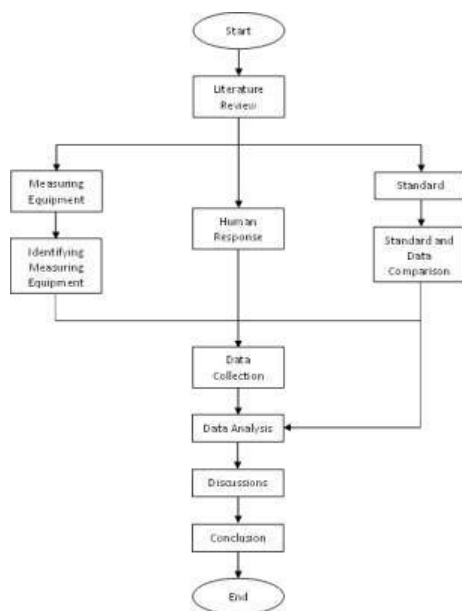 Start
Literature
Review
Measuring
Equipment
Human
Response
Standard
Identifying
Measuring
Equipment
Standard and
Data
Comparison
Data
Collection
Data Analysis
Discussions
Conclusion
End